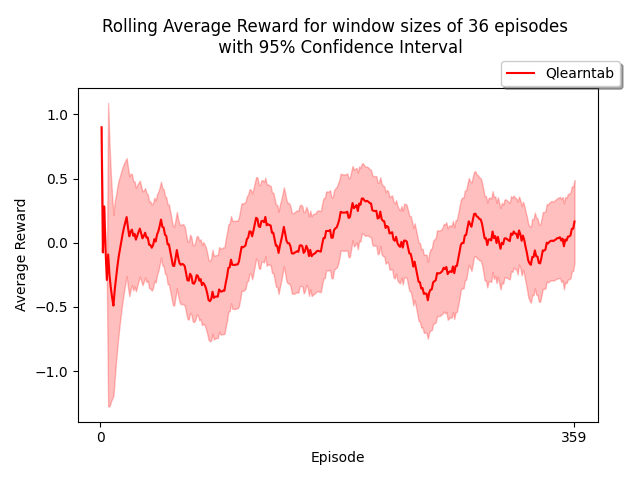 Rolling Average Reward for window sizes of 36 episodes
with 95% Confidence Interval
Qlearntab
1.0
0.5
0.0
−0.5
−1.0
Average Reward
0
359
Episode